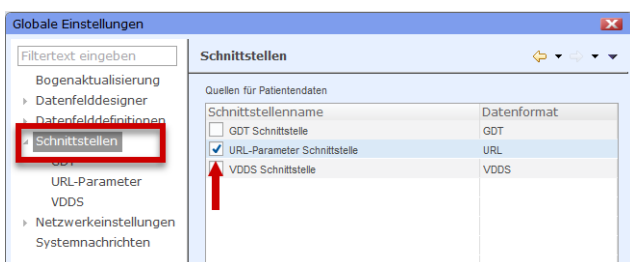 Globale Einstellungen
Filtertext eingeben
Bogenaktualisierung
Datenfelddesigner
Datenfelddefinitionen
Schnittstellen
GDT
URL-Parameter
VDDS
Netzwerkeinstellungen
Systemnachrichten
Schnittstellen
Quellen für Patientendaten
Schnittstellenname Datenformat
GDT Schnittstelle GDT
URL-Parameter Schnittstelle URL
VDDS Schnittstelle VDDS